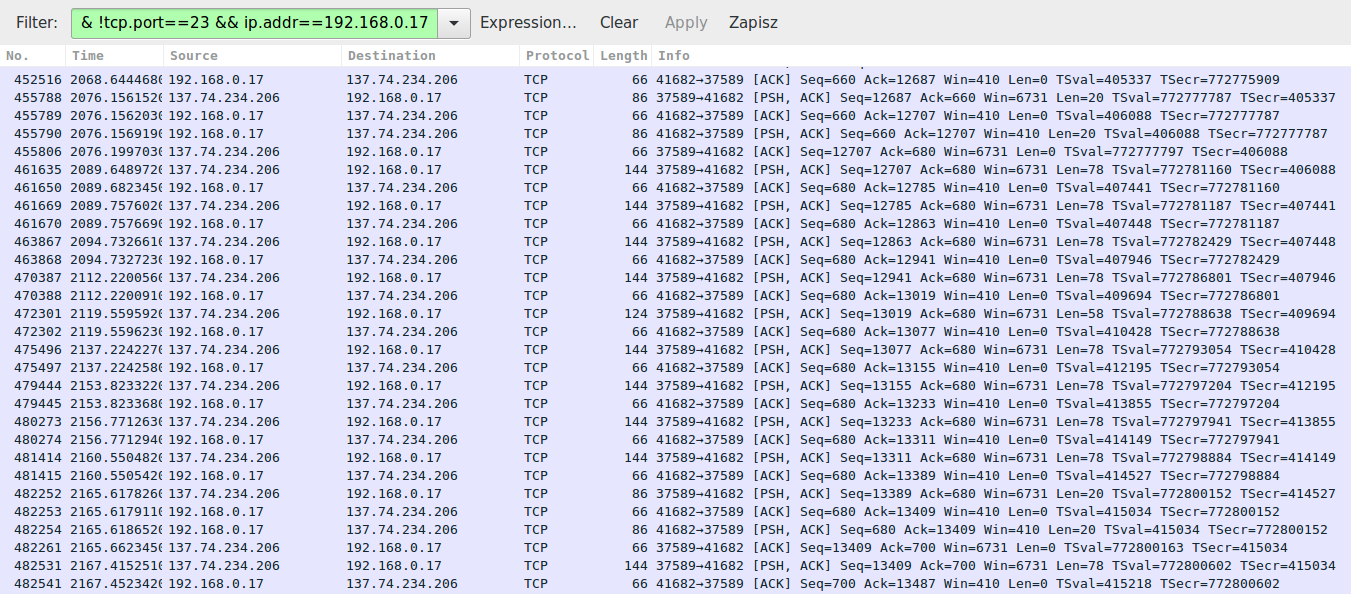 Filter: & !tcp.port==23 && ip.addr==192.168.0.17 Expression... Clear Apply Zapisz
No. Time Source Destination Protocol Length Info
452516 2068.6444680 192.168.0.17 137.74.234.206 TCP 66 41682→37589 [ACK] Seq=660 Ack=12687 Win=410 Len=0 TSval=405337 TSecr=772775909
455788 2076.1561520 137.74.234.206 192.168.0.17 TCP 86 37589→41682 [PSH, ACK] Seq=12687 Ack=660 Win=6731 Len=20 TSval=772777787 TSecr=405337
455789 2076.1562030 192.168.0.17 137.74.234.206 TCP 66 41682→37589 [ACK] Seq=660 Ack=12707 Win=410 Len=0 TSval=406088 TSecr=772777787
455790 2076.1569190 192.168.0.17 137.74.234.206 TCP 86 41682→37589 [PSH, ACK] Seq=660 Ack=12707 Win=410 Len=20 TSval=406088 TSecr=772777787
455806 2076.1997030 137.74.234.206 192.168.0.17 TCP 66 37589→41682 [ACK] Seq=12707 Ack=680 Win=6731 Len=0 TSval=772777797 TSecr=406088
461635 2089.6489720 137.74.234.206 192.168.0.17 TCP 144 37589→41682 [PSH, ACK] Seq=12707 Ack=680 Win=6731 Len=78 TSval=772781160 TSecr=406088
461650 2089.6823450 192.168.0.17 137.74.234.206 TCP 66 41682→37589 [ACK] Seq=680 Ack=12785 Win=410 Len=0 TSval=407441 TSecr=772781160
461669 2089.7576020 137.74.234.206 192.168.0.17 TCP 144 37589→41682 [PSH, ACK] Seq=12785 Ack=680 Win=6731 Len=78 TSval=772781187 TSecr=407441
461670 2089.7576690 192.168.0.17 137.74.234.206 TCP 66 41682→37589 [ACK] Seq=680 Ack=12863 Win=410 Len=0 TSval=407448 TSecr=772781187
463867 2094.7326610 137.74.234.206 192.168.0.17 TCP 144 37589→41682 [PSH, ACK] Seq=12863 Ack=680 Win=6731 Len=78 TSval=772782429 TSecr=407448
463868 2094.7327230 192.168.0.17 137.74.234.206 TCP 66 41682→37589 [ACK] Seq=680 Ack=12941 Win=410 Len=0 TSval=407946 TSecr=772782429
470387 2112.2200560 137.74.234.206 192.168.0.17 TCP 144 37589→41682 [PSH, ACK] Seq=12941 Ack=680 Win=6731 Len=78 TSval=772786801 TSecr=407946
470388 2112.2200910 192.168.0.17 137.74.234.206 TCP 66 41682→37589 [ACK] Seq=680 Ack=13019 Win=410 Len=0 TSval=409694 TSecr=772786801
472301 2119.5595920 137.74.234.206 192.168.0.17 TCP 124 37589→41682 [PSH, ACK] Seq=13019 Ack=680 Win=6731 Len=58 TSval=772788638 TSecr=409694
472302 2119.5596230 192.168.0.17 137.74.234.206 TCP 66 41682→37589 [ACK] Seq=680 Ack=13077 Win=410 Len=0 TSval=410428 TSecr=772788638
475496 2137.2242270 137.74.234.206 192.168.0.17 TCP 144 37589→41682 [PSH, ACK] Seq=13077 Ack=680 Win=6731 Len=78 TSval=772793054 TSecr=410428
475497 2137.2242580 192.168.0.17 137.74.234.206 TCP 66 41682→37589 [ACK] Seq=680 Ack=13155 Win=410 Len=0 TSval=412195 TSecr=772793054
479444 2153.8233220 137.74.234.206 192.168.0.17 TCP 144 37589→41682 [PSH, ACK] Seq=13155 Ack=680 Win=6731 Len=78 TSval=772797204 TSecr=412195
479445 2153.8233680 192.168.0.17 137.74.234.206 TCP 66 41682→37589 [ACK] Seq=680 Ack=13233 Win=410 Len=0 TSval=413855 TSecr=772797204
480273 2156.7712630 137.74.234.206 192.168.0.17 TCP 144 37589→41682 [PSH, ACK] Seq=13233 Ack=680 Win=6731 Len=78 TSval=772797941 TSecr=413855
480274 2156.7712940 192.168.0.17 137.74.234.206 TCP 66 41682→37589 [ACK] Seq=680 Ack=13311 Win=410 Len=0 TSval=414149 TSecr=772797941
481414 2160.5504820 137.74.234.206 192.168.0.17 TCP 144 37589→41682 [PSH, ACK] Seq=13311 Ack=680 Win=6731 Len=78 TSval=772798884 TSecr=414149
481415 2160.5505420 192.168.0.17 137.74.234.206 TCP 66 41682→37589 [ACK] Seq=680 Ack=13389 Win=410 Len=0 TSval=414527 TSecr=772798884
482252 2165.6178260 137.74.234.206 192.168.0.17 TCP 86 37589→41682 [PSH, ACK] Seq=13389 Ack=680 Win=6731 Len=20 TSval=772800152 TSecr=414527
482253 2165.6179110 192.168.0.17 137.74.234.206 TCP 66 41682→37589 [ACK] Seq=680 Ack=13409 Win=410 Len=0 TSval=415034 TSecr=772800152
482254 2165.6186520 192.168.0.17 137.74.234.206 TCP 86 41682→37589 [PSH, ACK] Seq=680 Ack=13409 Win=410 Len=20 TSval=415034 TSecr=772800152
482261 2165.6623450 137.74.234.206 192.168.0.17 TCP 66 37589→41682 [ACK] Seq=13409 Ack=700 Win=6731 Len=0 TSval=772800163 TSecr=415034
482531 2167.4152510 137.74.234.206 192.168.0.17 TCP 144 37589→41682 [PSH, ACK] Seq=13409 Ack=700 Win=6731 Len=78 TSval=772800602 TSecr=415034
482541 2167.4523420 192.168.0.17 137.74.234.206 TCP 66 41682→37589 [ACK] Seq=700 Ack=13487 Win=410 Len=0 TSval=415218 TSecr=772800602